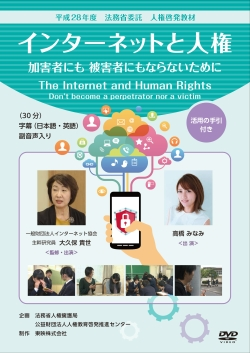 平成28年度 法務省委託 人権啓発教材
インターネットと人権
加害者にも 被害者にもならないために
The Internet and Human Rights
Don't become a perpetrator nor a victim
(30分)
字幕(日本語・英語)
副音声入り
活用の手引
付き
一般財団法人インターネット協会
主幹研究員 大久保 貴世
<監修・出演>
高橋 みなみ
<出演>
企画 法務省人権擁護局
公益財団法人人権教育啓発推進センター
制作 東映株式会社
DVD
VIDEO